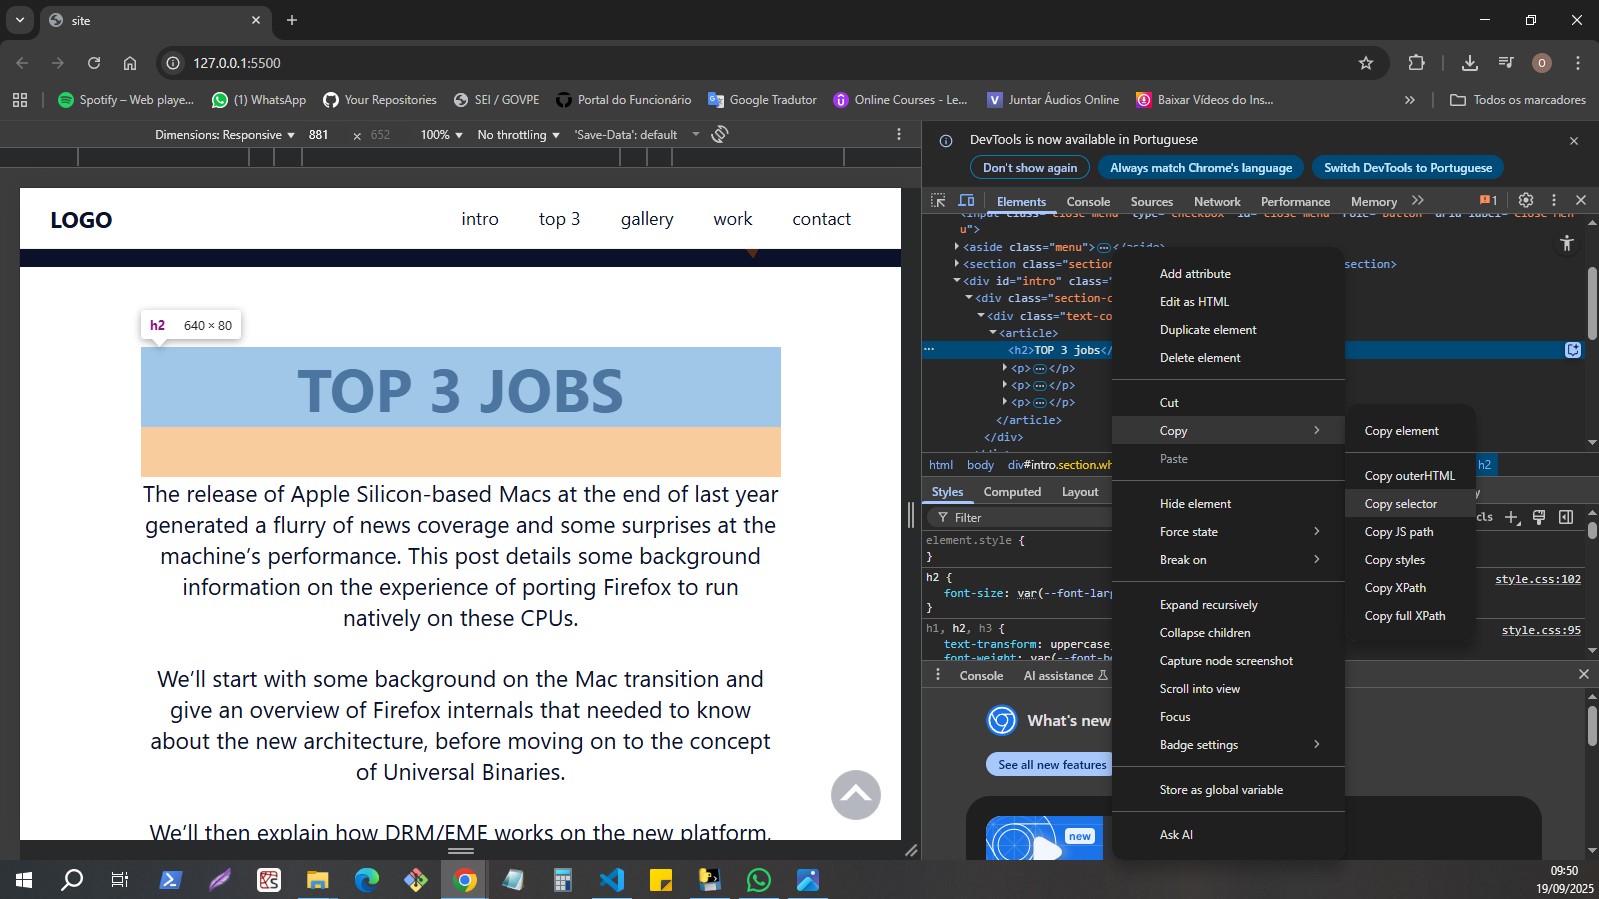 site
127.0.0.1:5500
O
Spotify – Web playe...
(1) WhatsApp
Your Repositories
SEI / GOVPE
Portal do Funcionário
Google Tradutor
Online Courses - Le...
Juntar Áudios Online
Baixar Vídeos do Ins...
»
Todos os marcadores
Dimensions: Responsive
881
×
652
100%
No throttling
'Save-Data': default
DevTools is now available in Portuguese
Don't show again
Always match Chrome's language
Switch DevTools to Portuguese
Elements
Console
Sources
Network
Performance
Memory
1
LOGO
intro
top 3
gallery
work
contact
h2 640 × 80
TOP 3 JOBS
The release of Apple Silicon-based Macs at the end of last year
generated a flurry of news coverage and some surprises at the
machine’s performance. This post details some background
information on the experience of porting Firefox to run
natively on these CPUs.
We’ll start with some background on the Mac transition and
give an overview of Firefox internals that needed to know
about the new architecture, before moving on to the concept
of Universal Binaries.
We’ll then explain how DRM/EME works on the new platform,
u">
<aside class="menu"> ⋯ </aside>
<section class="section
section>
<div id="intro" class="
<div class="section-c
<div class="text-co
<article>
<h2>TOP 3 jobs</
<p> ⋯ </p>
<p> ⋯ </p>
<p> ⋯ </p>
</article>
</div>
html
body
div#intro.section.wh
h2
Styles
Computed
Layout
Filter
cls
element.style {
}
h2 {
style.css:102
font-size: var(--font-larg
}
h1, h2, h3 {
style.css:95
text-transform: uppercase
font-weight: var(--font-b
Console
AI assistance
What's new
See all new features
new
Add attribute
Edit as HTML
Duplicate element
Delete element
Cut
Copy
Paste
Hide element
Force state
Break on
Expand recursively
Collapse children
Capture node screenshot
Scroll into view
Focus
Badge settings
Store as global variable
Ask AI
Copy element
Copy outerHTML
Copy selector
Copy JS path
Copy styles
Copy XPath
Copy full XPath
09:50
19/09/2025